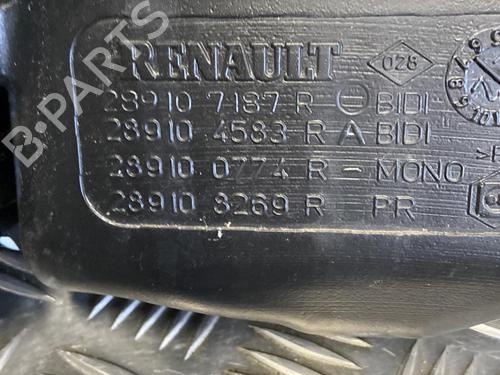 RENAULT 028
28910 7187 R - BIDI
28910 4583 R A BIDI
28910 0774 R - MONO
28910 8269 R PR
B-PARTS